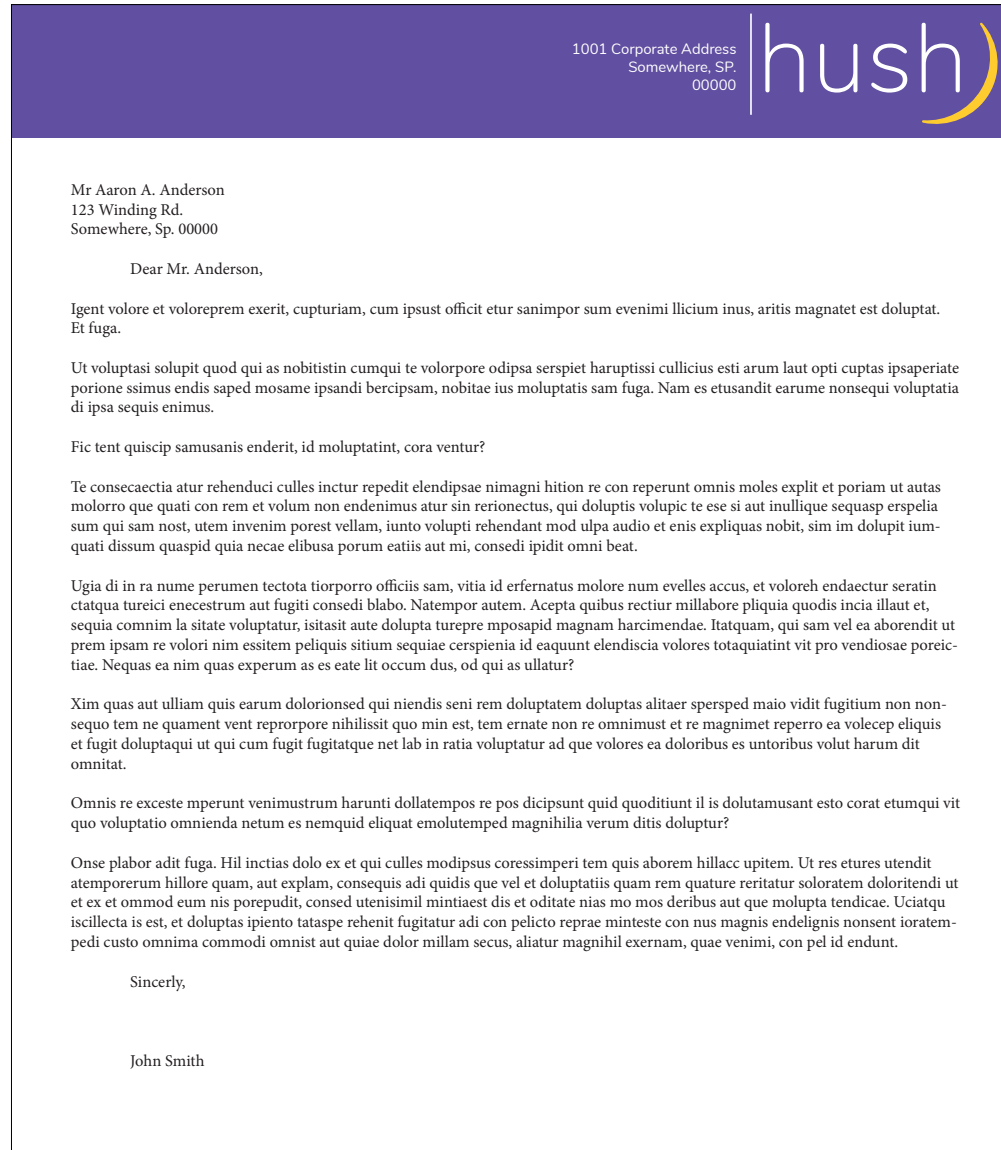 1001 Corporate Address
Somewhere, SP.
00000
hush
Mr Aaron A. Anderson
123 Winding Rd.
Somewhere, Sp. 00000
Dear Mr. Anderson,
Igent volore et voloreprem exerit, cupturiam, cum ipsust officit etur sanimpor sum evenimi llicium inus, aritis magnatet est doluptat.
Et fuga.
Ut voluptasi solupit quod qui as nobitistin cumqui te volorpore odipsa serspiet haruptissi cullicius esti arum laut opti cuptas ipsaperiate
porione ssimus endis saped mosame ipsandi bercipsam, nobitae ius moluptatis sam fuga. Nam es etusandit earume nonsequi voluptatia
di ipsa sequis enimus.
Fic tent quiscip samusanis enderit, id moluptatint, cora ventur?
Te consecaectia atur rehenduci culles inctur repedit elendipsae nimagni hition re con reperunt omnis moles explit et poriam ut autas
molorro que quati con rem et volum non endenimus atur sin rerionectus, qui doluptis volupic te ese si aut inullique sequasp erspelia
sum qui sam nost, utem invenim porest vellam, iunto volupti rehendant mod ulpa audio et enis expliquas nobit, sim im dolupit ium-
quati dissum quaspid quia necae elibusa porum eatiis aut mi, consedi ipidit omni beat.
Ugia di in ra nume perumen tectota tiorporro officiis sam, vitia id erfernatus molore num evelles accus, et voloreh endaectur seratin
ctatqua tureici enecestrum aut fugiti consedi blabo. Natempor autem. Acepta quibus rectiur millabore pliquia quodis incia illaut et,
sequia comnim la sitate voluptatur, isitasit aute dolupta turepre mposapid magnam harcimendae. Itatquam, qui sam vel ea aborendit ut
prem ipsam re volori nim essitem peliquis sitium sequiae cerspienia id eaquunt elendiscia volores totaquiatint vit pro vendiosae poreic-
tiae. Nequas ea nim quas experum as es eate lit occum dus, od qui as ullatur?
Xim quas aut ulliam quis earum dolorionsed qui niendis seni rem doluptatem doluptas alitaer spersped maio vidit fugitium non non-
sequo tem ne quament vent reprorpore nihilissit quo min est, tem ernate non re omnimust et re magnimet reperro ea volecep eliquis
et fugit doluptaqui ut qui cum fugit fugitatque net lab in ratia voluptatur ad que volores ea doloribus es untoribus volut harum dit
omnitat.
Omnis re exceste mperunt venimustrum harunti dollatempos re pos dicipsunt quid quoditiunt il is dolutamusant esto corat etumqui vit
quo voluptatio omnienda netum es nemquid eliquat emolutemped magnihilia verum ditis doluptur?
Onse plabor adit fuga. Hil inctias dolo ex et qui culles modipsus coressimperi tem quis aborem hillacc upitem. Ut res etures utendit
atemporerum hillore quam, aut explam, consequis adi quidis que vel et doluptatiis quam rem quature reritatur soloratem doloritendi ut
et ex et ommod eum nis porepudit, consed utenisimil mintiaest dis et oditate nias mo mos deribus aut que molupta tendicae. Uciatqu
iscillecta is est, et doluptas ipiento tataspe rehenit fugitatur adi con pelicto reprae minteste con nus magnis endelignis nonsent ioratem-
pedi custo omnima commodi omnist aut quiae dolor millam secus, aliatur magnihil exernam, quae venimi, con pel id endunt.
Sincerly,
John Smith